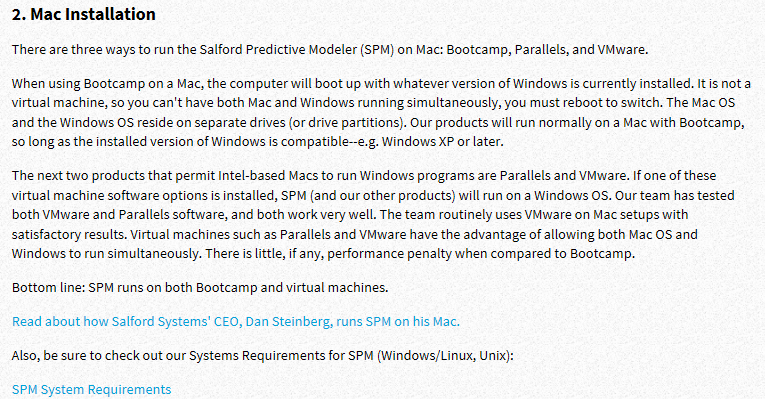 2. Mac Installation
There are three ways to run the Salford Predictive Modeler (SPM) on Mac: Bootcamp, Parallels, and VMware.
When using Bootcamp on a Mac, the computer will boot up with whatever version of Windows is currently installed. It is not a
virtual machine, so you can't have both Mac and Windows running simultaneously, you must reboot to switch. The Mac OS
and the Windows OS reside on separate drives (or drive partitions). Our products will run normally on a Mac with Bootcamp,
so long as the installed version of Windows is compatible--e.g. Windows XP or later.
The next two products that permit Intel-based Macs to run Windows programs are Parallels and VMware. If one of these
virtual machine software options is installed, SPM (and our other products) will run on a Windows OS. Our team has tested
both VMware and Parallels software, and both work very well. The team routinely uses VMware on Mac setups with
satisfactory results. Virtual machines such as Parallels and VMware have the advantage of allowing both Mac OS and
Windows to run simultaneously. There is little, if any, performance penalty when compared to Bootcamp.
Bottom line: SPM runs on both Bootcamp and virtual machines.
Read about how Salford Systems' CEO, Dan Steinberg, runs SPM on his Mac.
Also, be sure to check out our Systems Requirements for SPM (Windows/Linux, Unix):
SPM System Requirements